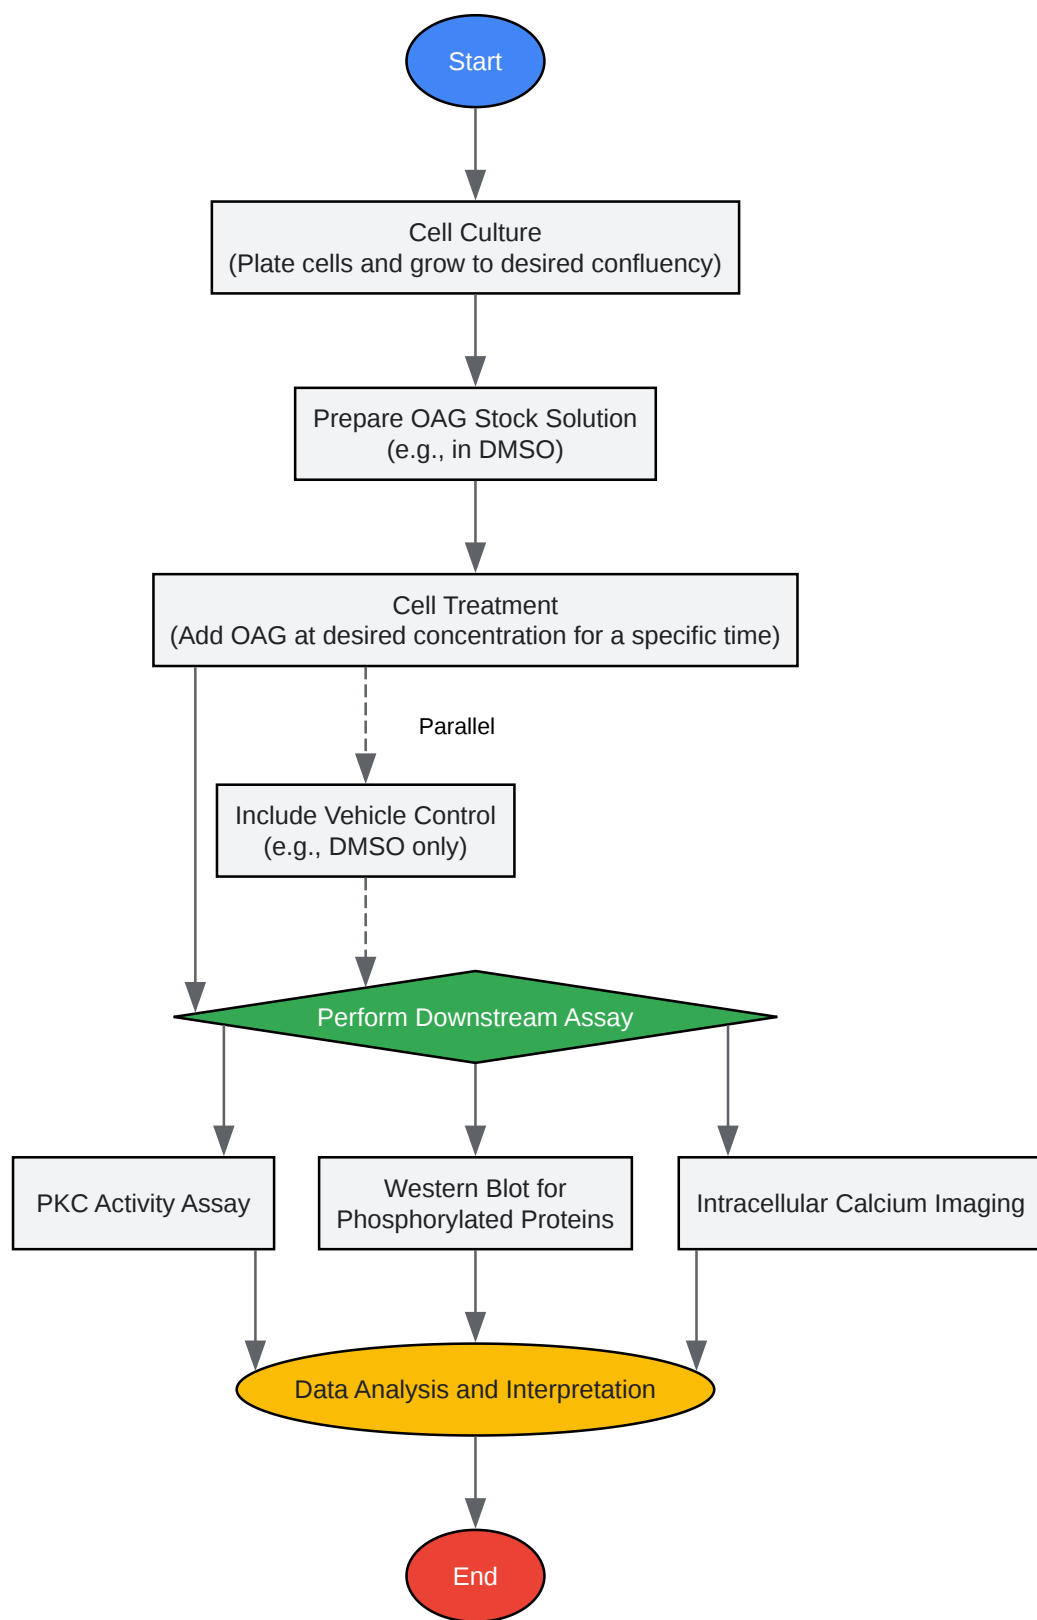 Start
Cell Culture
(Plate cells and grow to desired confluency)
Prepare OAG Stock Solution
(e.g., in DMSO)
Cell Treatment
(Add OAG at desired concentration for a specific time)
Parallel
Include Vehicle Control
(e.g., DMSO only)
Perform Downstream Assay
PKC Activity Assay
Western Blot for
Phosphorylated Proteins
Intracellular Calcium Imaging
Data Analysis and Interpretation
End